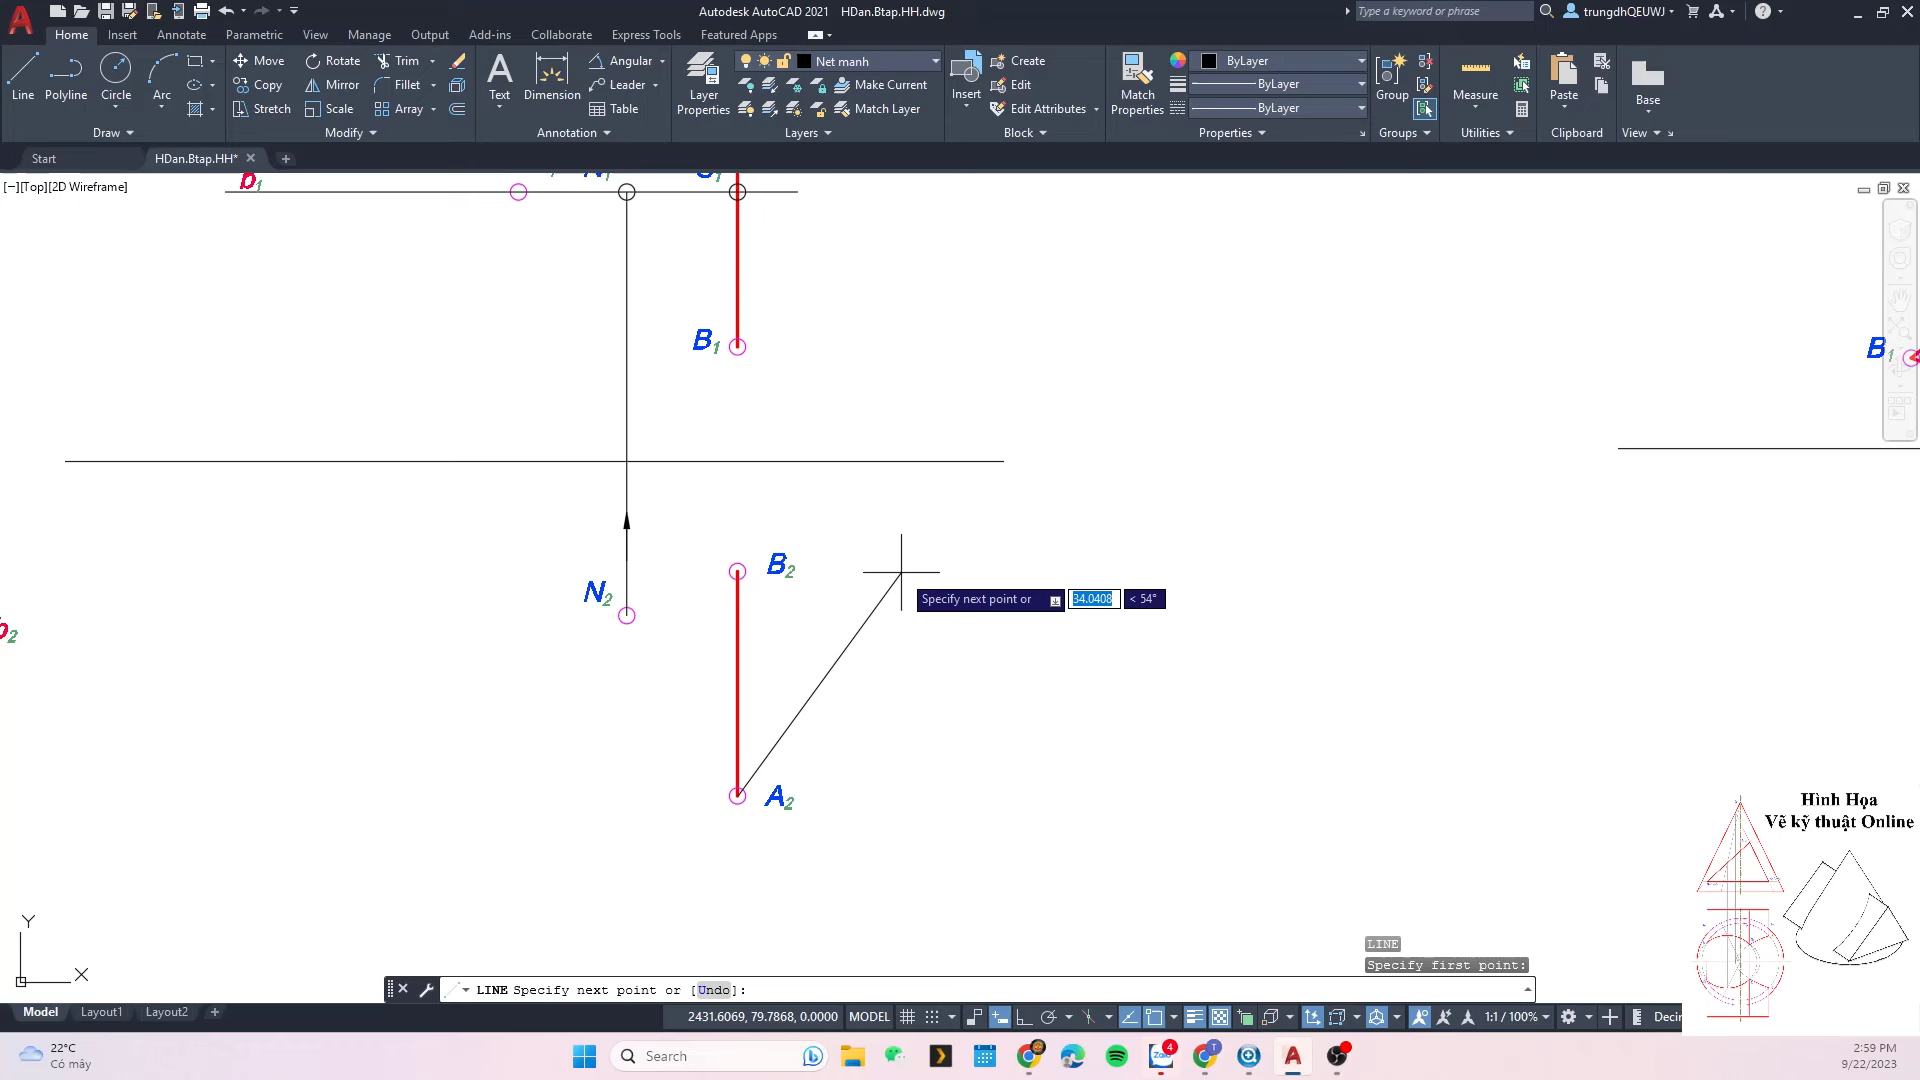 Autodesk AutoCAD 2021 HDan.Btap.HH.dwg
Type a keyword or phrase
trungdhQEUWJ
Home Insert Annotate Parametric View Manage Output Add-ins Collaborate Express Tools Featured Apps
Line Polyline Circle Arc
Draw
Move Rotate Trim
Copy Mirror Fillet
Stretch Scale Array
Modify
Text Dimension
Angular
Leader
Table
Annotation
Layer Properties
Net manh
Make Current
Match Layer
Layers
Insert
Create
Edit
Edit Attributes
Block
Match Properties
ByLayer
ByLayer
ByLayer
Properties
Group
Groups
Measure
Utilities
Paste
Clipboard
Base
View
Start HDan.Btap.HH*
[−][Top][2D Wireframe]
b1
B1
B1
B2
N2
b2
A2
Specify next point or 34.0408 < 54°
Hình Họa
Vẽ kỹ thuật Online
Y
X
LINE
Specify first point:
LINE Specify next point or [Undo]:
Model Layout1 Layout2
2431.6069, 79.7868, 0.0000 MODEL
1:1 / 100%
Decir
22°C
Có mây
Search
Zalo
4
2:59 PM
9/22/2023